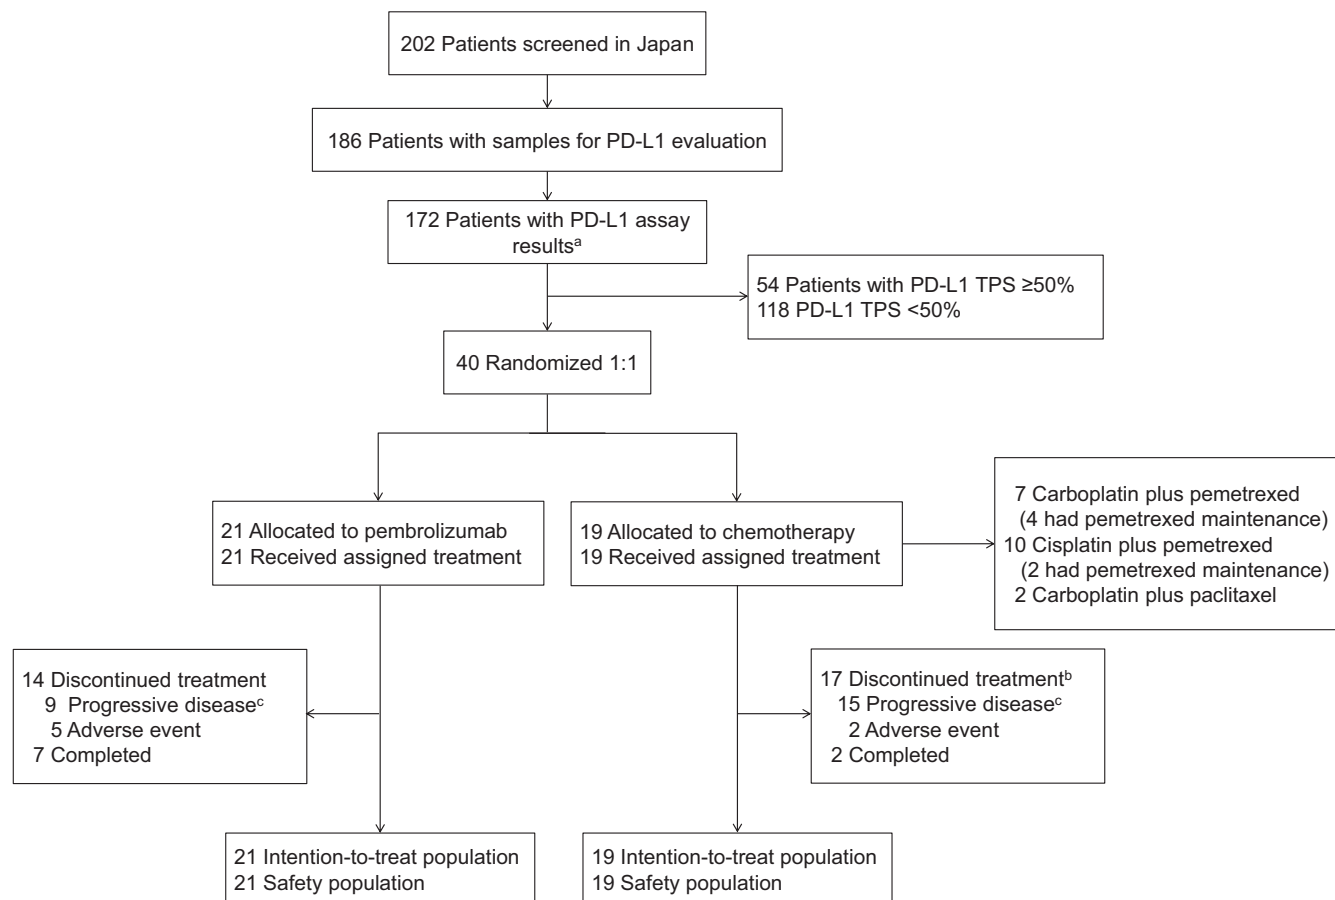 202 Patients screened in Japan
186 Patients with samples for PD-L1 evaluation
172 Patients with PD-L1 assay
resultsᵃ
54 Patients with PD-L1 TPS ≥50%
118 PD-L1 TPS <50%
40 Randomized 1:1
21 Allocated to pembrolizumab
21 Received assigned treatment
19 Allocated to chemotherapy
19 Received assigned treatment
7 Carboplatin plus pemetrexed
(4 had pemetrexed maintenance)
10 Cisplatin plus pemetrexed
(2 had pemetrexed maintenance)
2 Carboplatin plus paclitaxel
14 Discontinued treatment
9 Progressive diseaseᶜ
5 Adverse event
7 Completed
17 Discontinued treatmentᵇ
15 Progressive diseaseᶜ
2 Adverse event
2 Completed
21 Intention-to-treat population
21 Safety population
19 Intention-to-treat population
19 Safety population